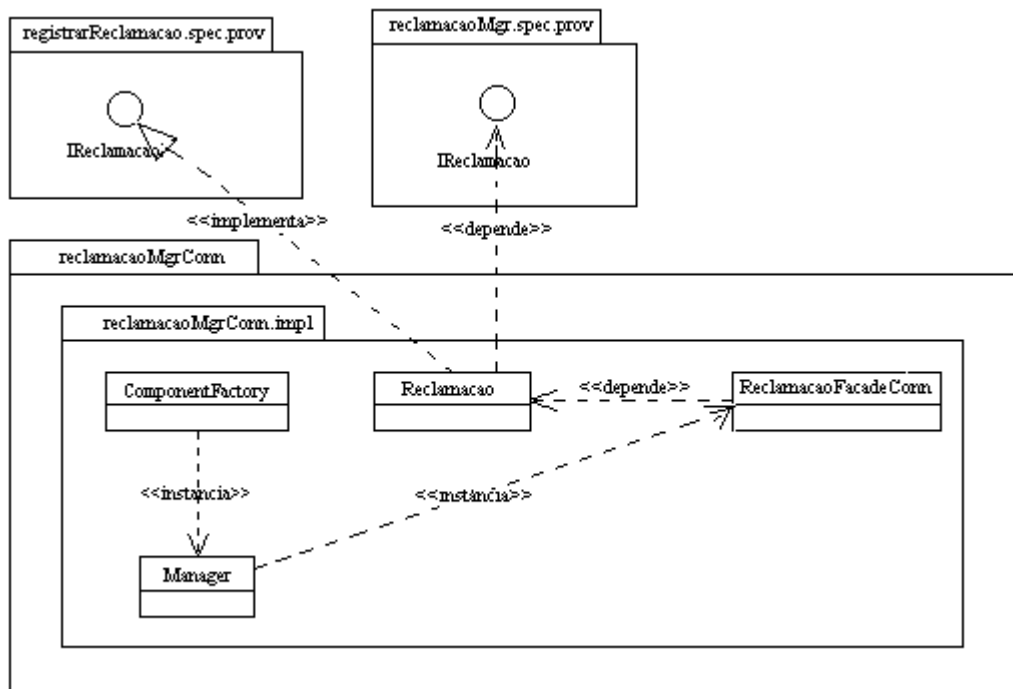 registrarReclamacao.spec.prov
reclamacaoMgr.spec.prov
IReclamacao
IReclamacao
<<implementa>>
<<depende>>
reclamacaoMgrConn
reclamacaoMgrConn.impl
ComponentFactory
Reclamacao
<<depende>>
ReclamacaoFacadeConn
<<instancia>>
<<instancia>>
Manager